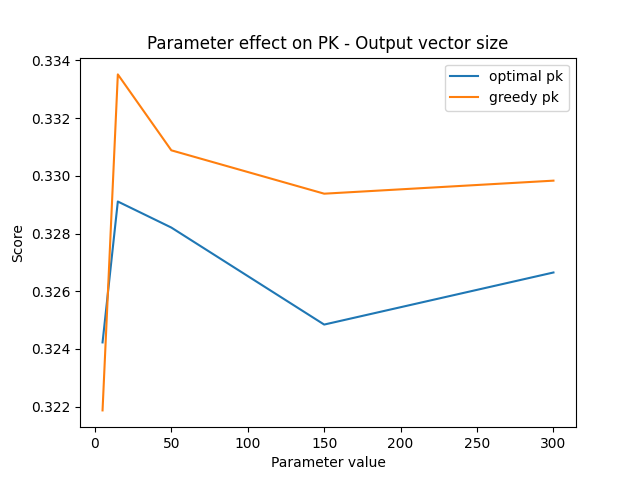 Parameter effect on PK - Output vector size
optimal pk
greedy pk
0.334
0.332
0.330
0.328
0.326
0.324
0.322
Score
0
50
100
150
200
250
300
Parameter value